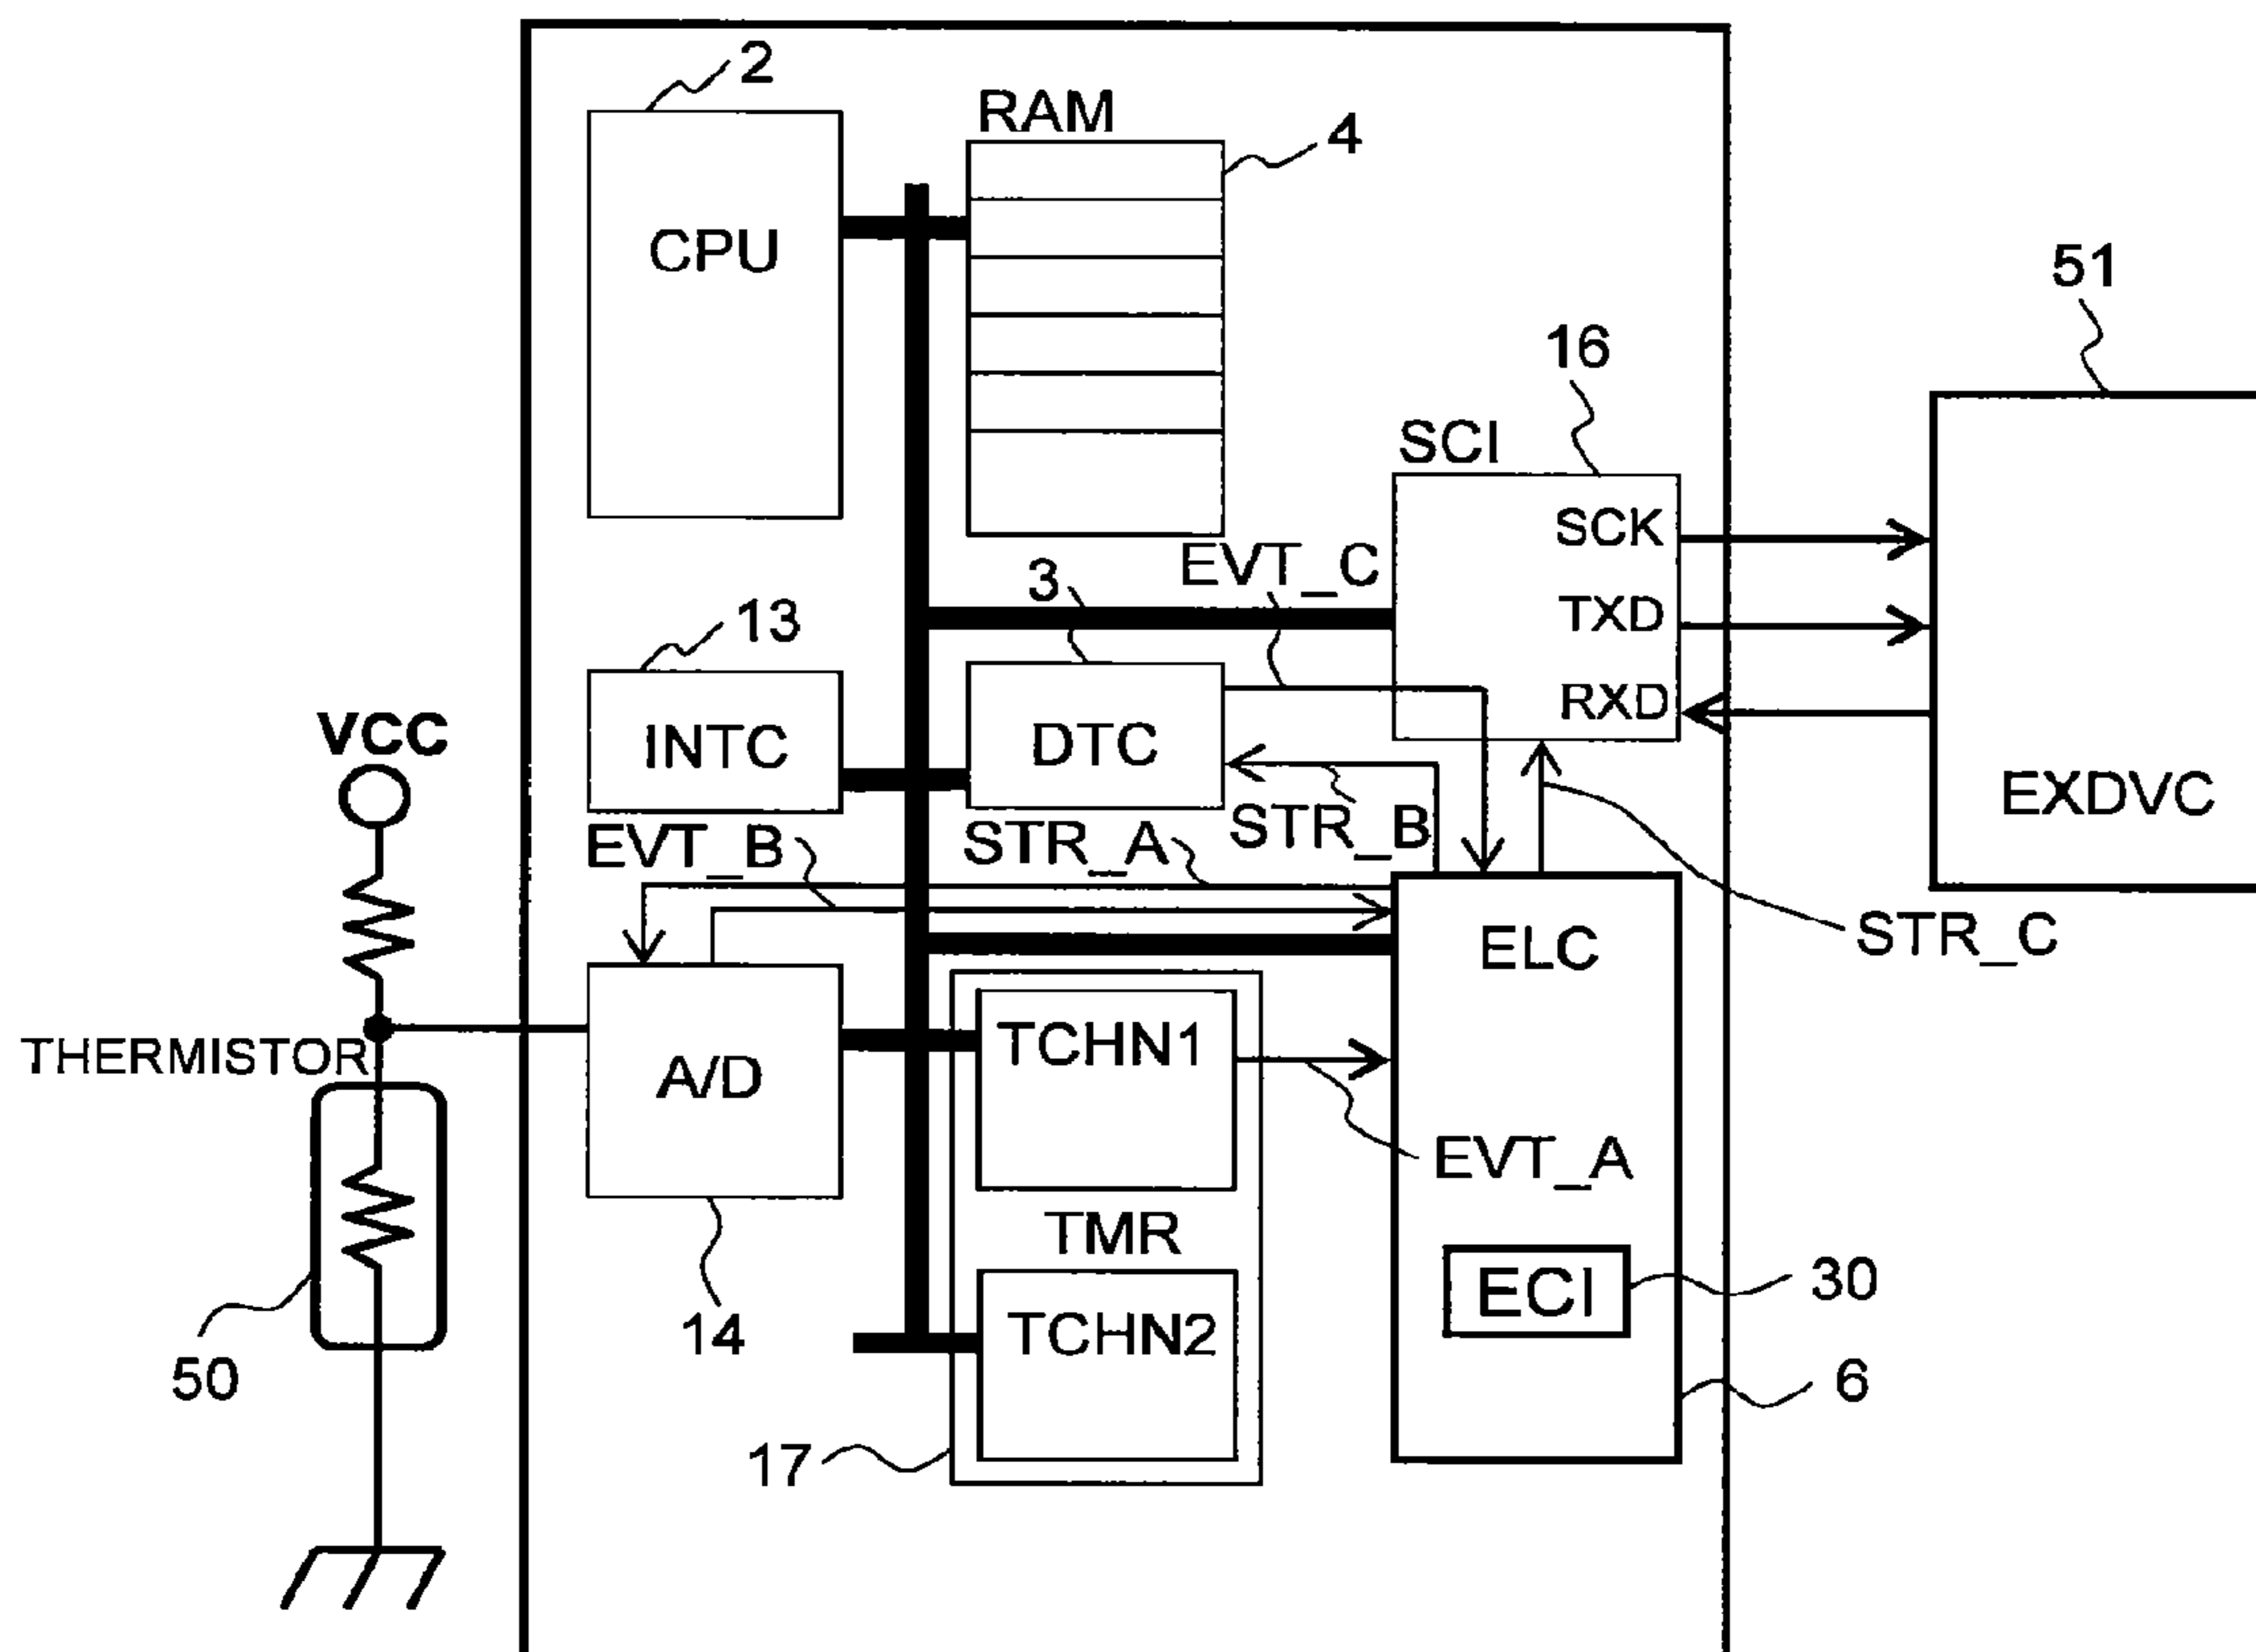 2
RAM
4
CPU
51
16
SCI
SCK
EVT_C
3
TXD
13
RXD
VCC
INTC
DTC
EXDVC
EVT_B
STR_A
STR_B
ELC
STR_C
THERMISTOR
TCHN1
A/D
EVT_A
TMR
ECI
30
14
TCHN2
50
6
17